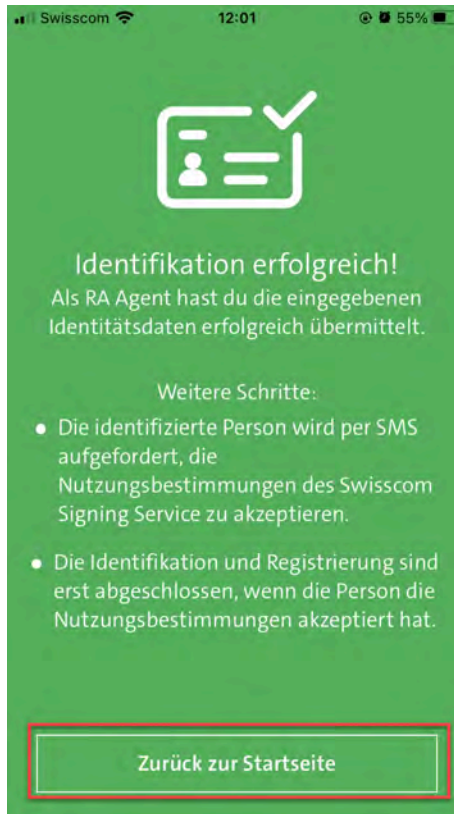 Swisscom 12:01 55%
Identifikation erfolgreich!
Als RA Agent hast du die eingegebenen
Identitätsdaten erfolgreich übermittelt.
Weitere Schritte:
• Die identifizierte Person wird per SMS
aufgefordert, die
Nutzungsbestimmungen des Swisscom
Signing Service zu akzeptieren.
• Die Identifikation und Registrierung sind
erst abgeschlossen, wenn die Person die
Nutzungsbestimmungen akzeptiert hat.
Zurück zur Startseite